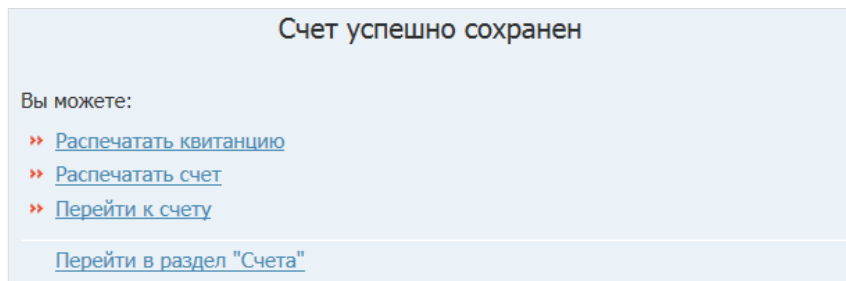 Счет успешно сохранен
Вы можете:
Распечатать квитанцию
Распечатать счет
Перейти к счету
Перейти в раздел "Счета"